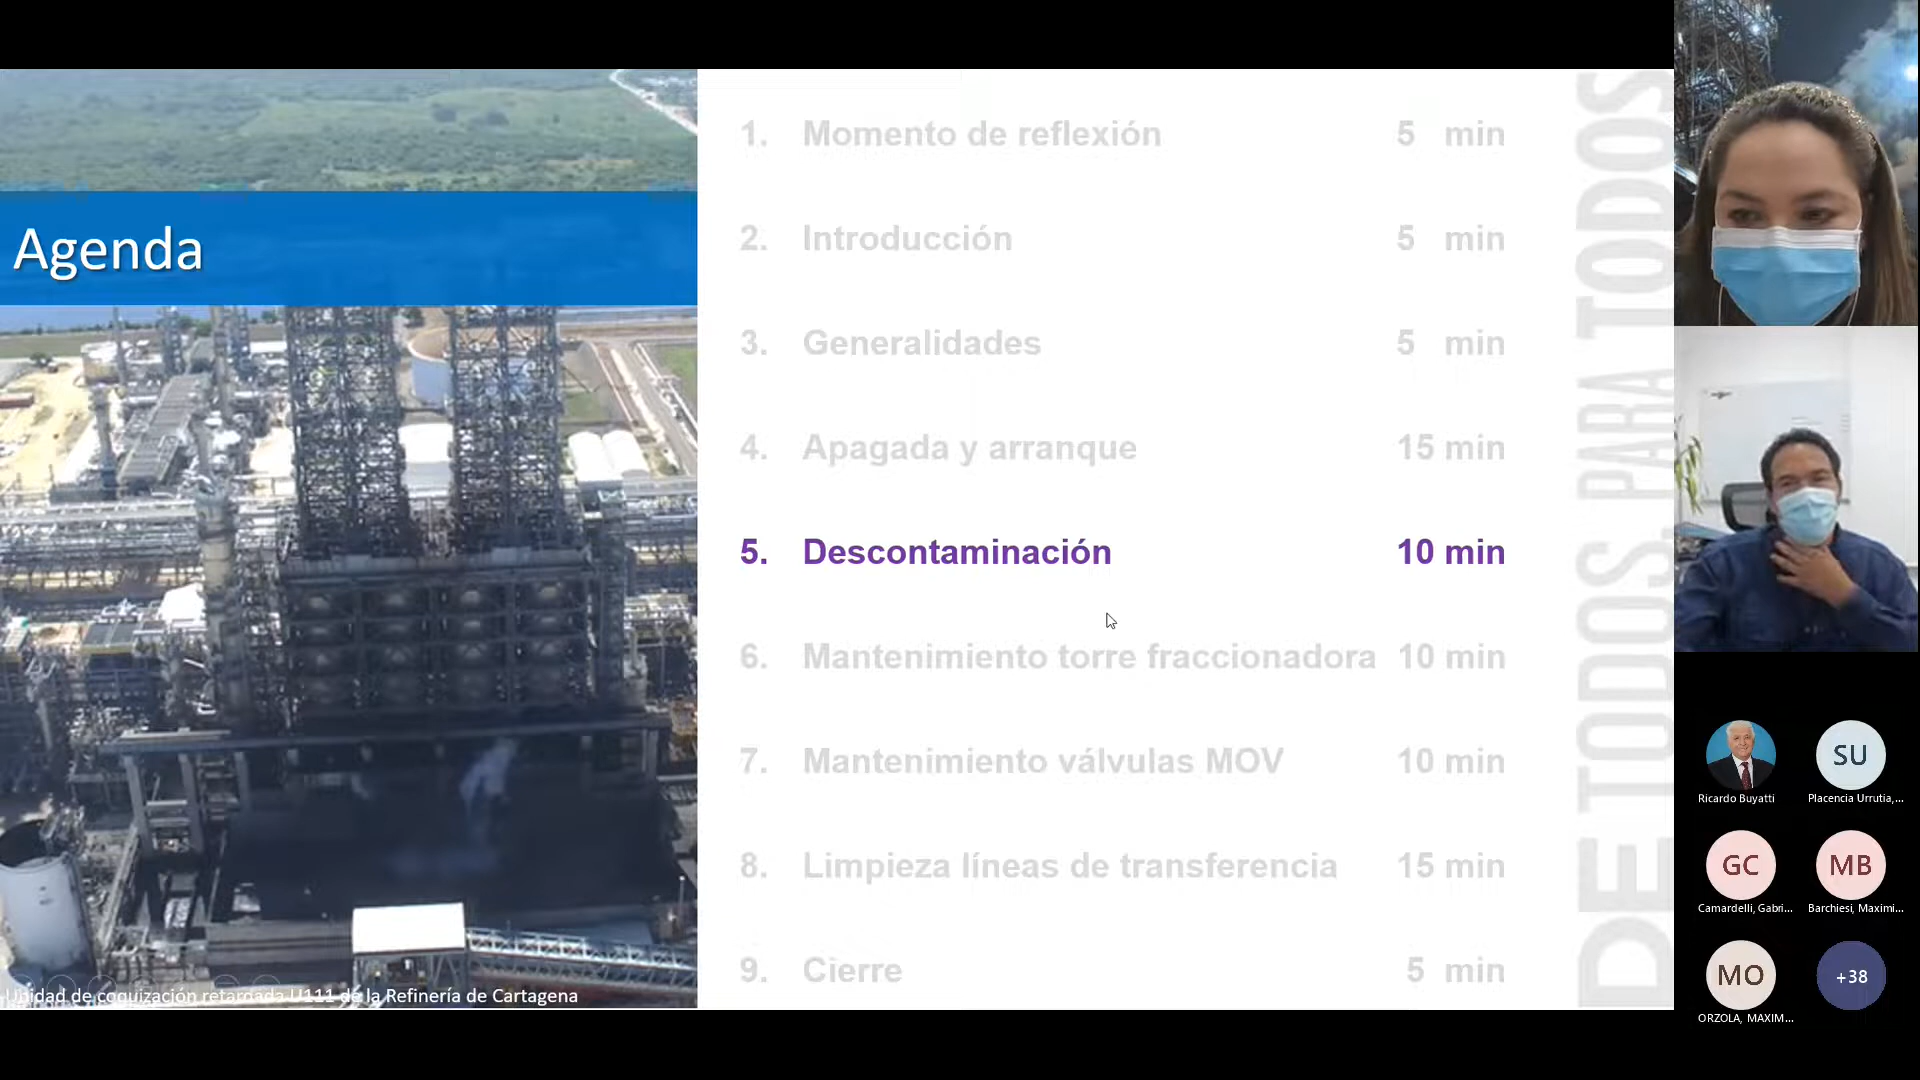 Agenda
1. Momento de reflexión 5 min
2. Introducción 5 min
3. Generalidades 5 min
4. Apagada y arranque 15 min
5. Descontaminación 10 min
6. Mantenimiento torre fraccionadora 10 min
7. Mantenimiento válvulas MOV 10 min
8. Limpieza líneas de transferencia 15 min
9. Cierre 5 min
Unidad de coquización retardada U111 de la Refinería de Cartagena
DE TODOS, PARA TODOS
Ricardo Buyatti
SU
Placencia Urrutia,...
GC
Camardelli, Gabri...
MB
Barchiesi, Maximi...
MO
ORZOLA, MAXIM...
+38